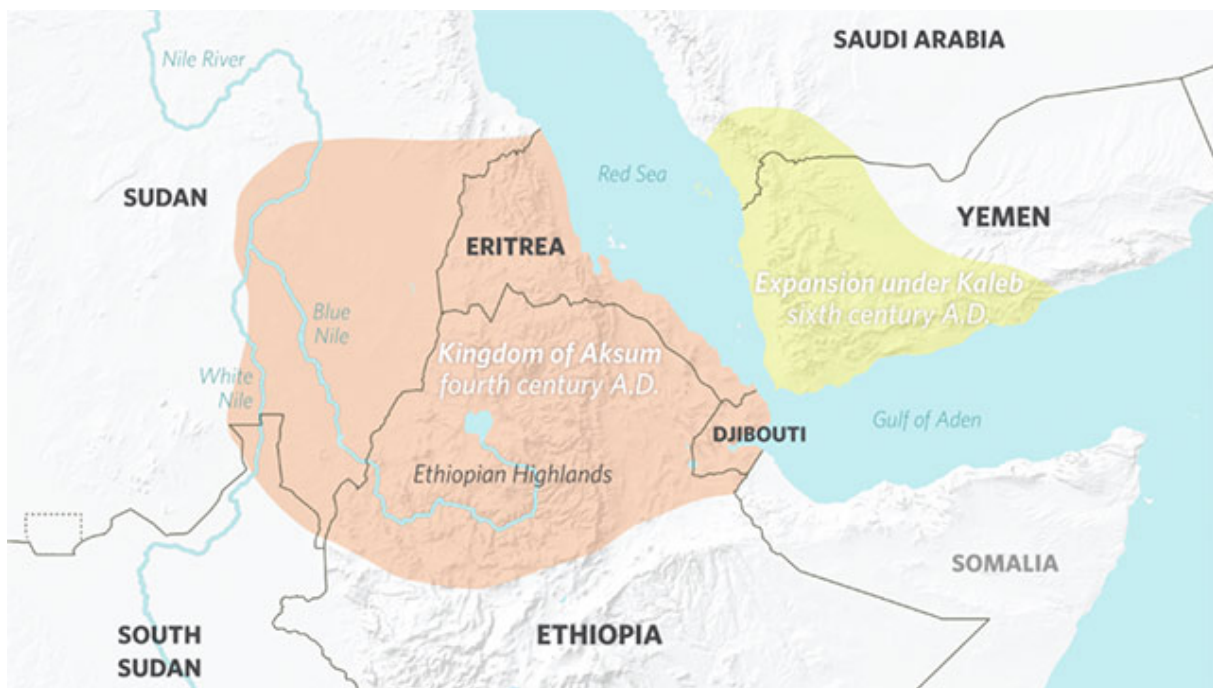 SAUDI ARABIA
Nile River
Red Sea
SUDAN
YEMEN
ERITREA
Expansion under Kaleb
sixth century A.D.
Blue
Nile
Kingdom of Aksum
fourth century A.D.
White
Nile
Gulf of Aden
DJIBOUTI
Ethiopian Highlands
SOMALIA
SOUTH
SUDAN
ETHIOPIA